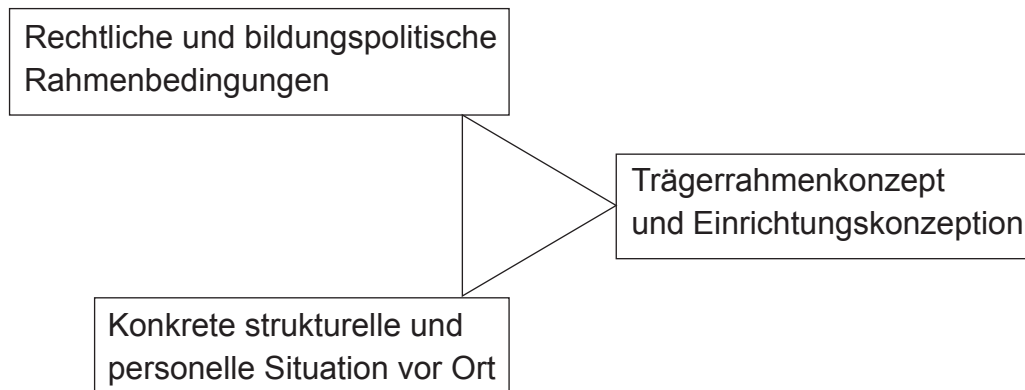 Rechtliche und bildungspolitische
Rahmenbedingungen
Trägerrahmenkonzept
und Einrichtungskonzeption
Konkrete strukturelle und
personelle Situation vor Ort